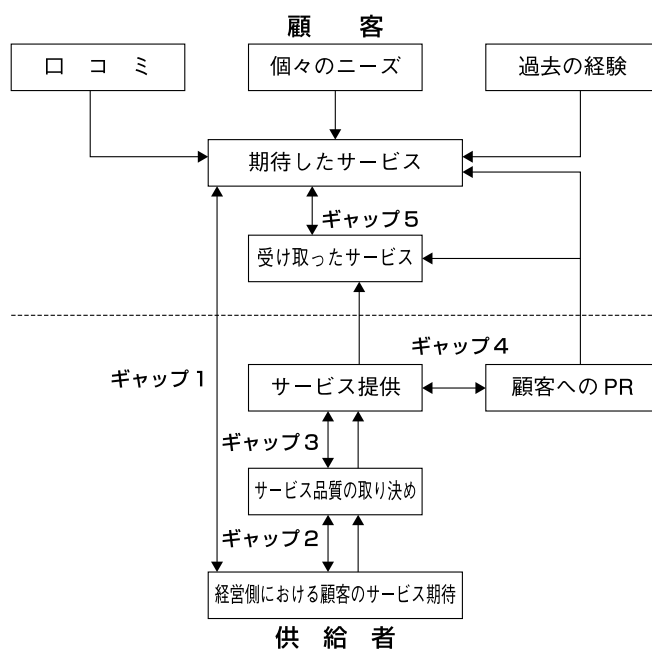 顧 客
口 コ ミ
個々のニーズ
過去の経験
期待したサービス
ギャップ5
受け取ったサービス
ギャップ4
ギャップ1
サービス提供
顧客へのPR
ギャップ3
サービス品質の取り決め
ギャップ2
経営側における顧客のサービス期待
供 給 者